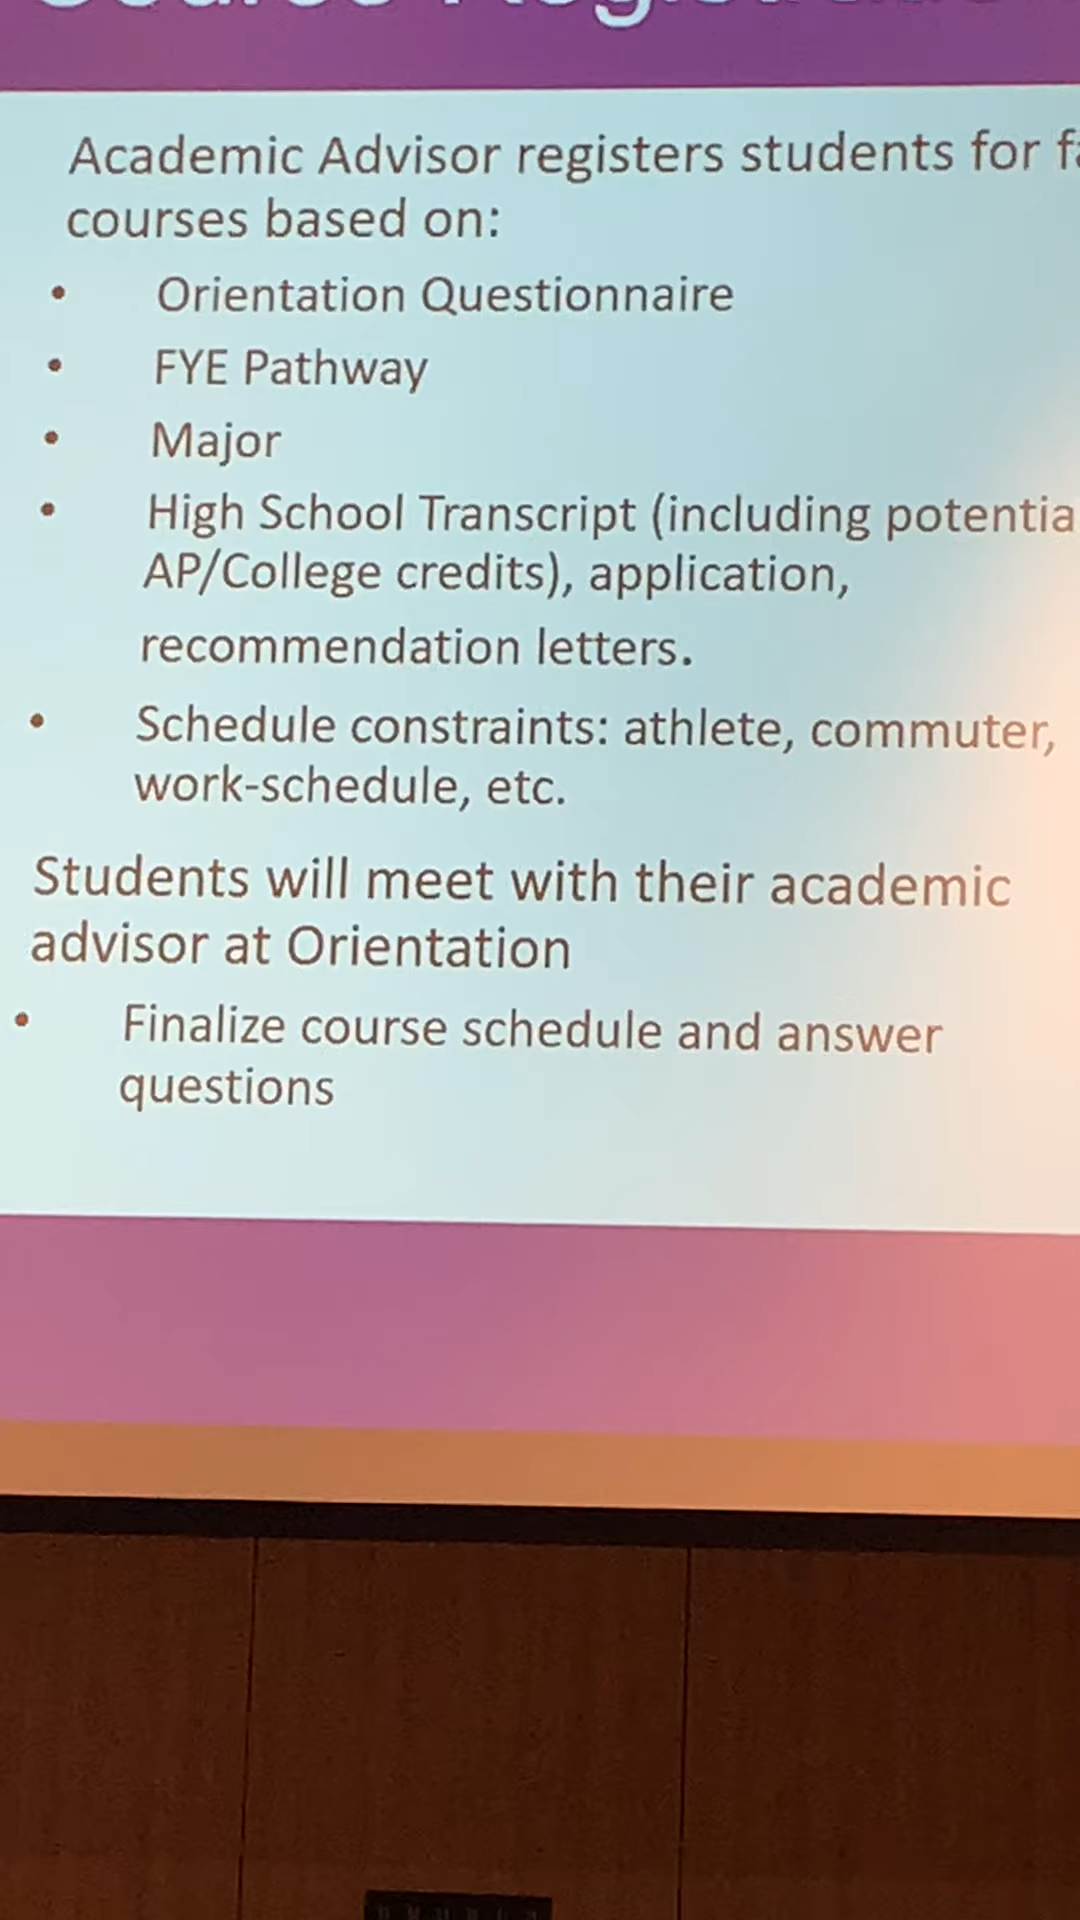 Academic Advisor registers students for
courses based on:
• Orientation Questionnaire
• FYE Pathway
• Major
• High School Transcript (including potentia
AP/College credits), application,
recommendation letters.
• Schedule constraints: athlete, commuter,
work-schedule, etc.
Students will meet with their academic
advisor at Orientation
• Finalize course schedule and answer
questions